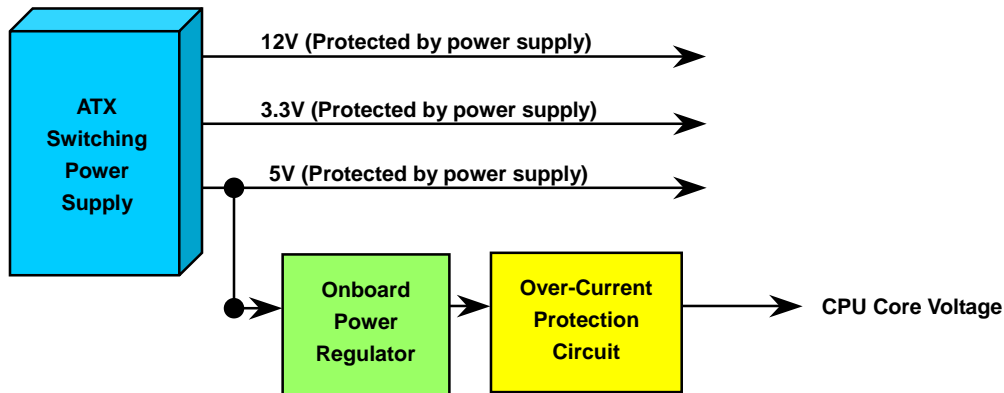 12V (Protected by power supply)
ATX
Switching
Power
Supply
3.3V (Protected by power supply)
5V (Protected by power supply)
Onboard
Power
Regulator
Over-Current
Protection
Circuit
CPU Core Voltage